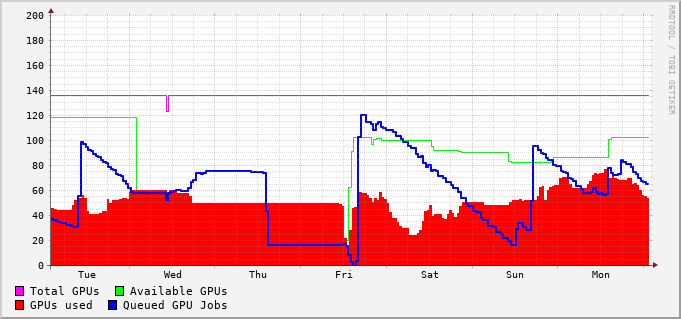 200
180
160
140
120
100
80
60
40
20
0
Tue Wed Thu Fri Sat Sun Mon
Total GPUs Available GPUs
GPUs used Queued GPU Jobs
RRDTOOL / TOBI OETIKER